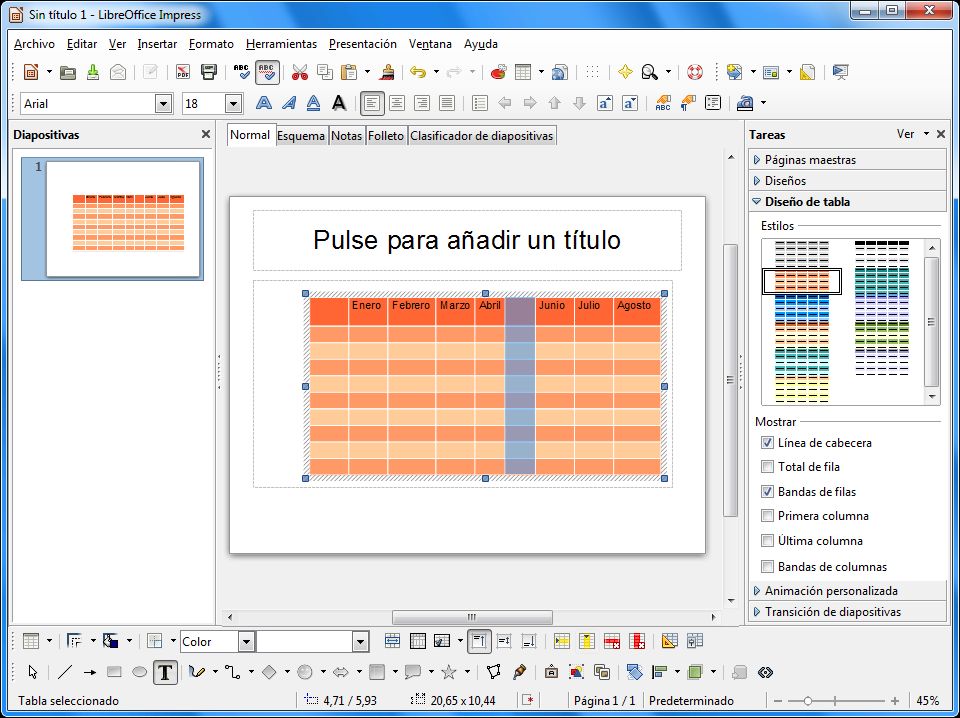 Sin título 1 - LibreOffice Impress
Archivo Editar Ver Insertar Formato Herramientas Presentación Ventana Ayuda
Arial 18
Diapositivas
Normal Esquema Notas Folleto Clasificador de diapositivas
Tareas Ver
1
Páginas maestras
Diseños
Diseño de tabla
Estilos
Pulse para añadir un título
Enero Febrero Marzo Abril Junio Julio Agosto
Mostrar
Línea de cabecera
Total de fila
Bandas de filas
Primera columna
Última columna
Bandas de columnas
Animación personalizada
Transición de diapositivas
Color
Tabla seleccionado 4,71 / 5,93 20,65 x 10,44 Página 1 / 1 Predeterminado 45%